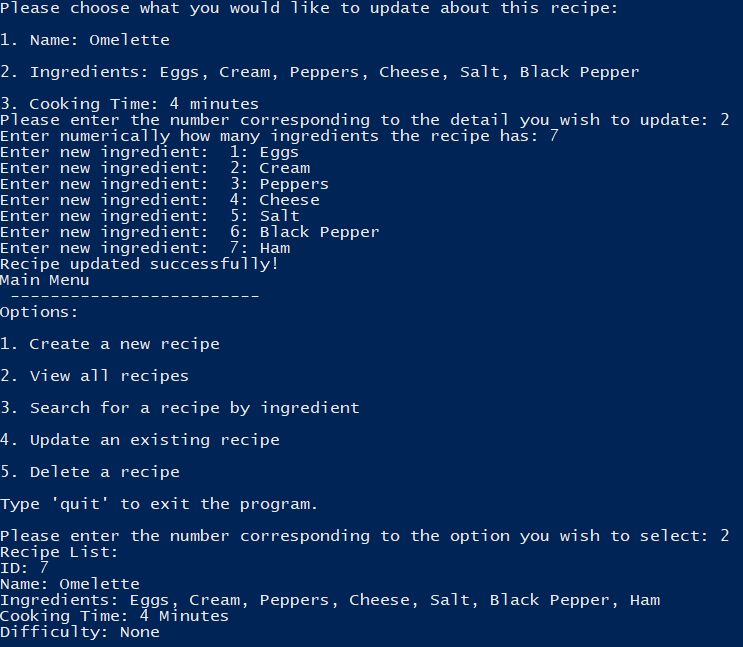 Please choose what you would like to update about this recipe:
1. Name: Omelette
2. Ingredients: Eggs, Cream, Peppers, Cheese, Salt, Black Pepper
3. Cooking Time: 4 minutes
Please enter the number corresponding to the detail you wish to update: 2
Enter numerically how many ingredients the recipe has: 7
Enter new ingredient:  1: Eggs
Enter new ingredient:  2: Cream
Enter new ingredient:  3: Peppers
Enter new ingredient:  4: Cheese
Enter new ingredient:  5: Salt
Enter new ingredient:  6: Black Pepper
Enter new ingredient:  7: Ham
Recipe updated successfully!
Main Menu
-------------------------
Options:
1. Create a new recipe
2. View all recipes
3. Search for a recipe by ingredient
4. Update an existing recipe
5. Delete a recipe
Type 'quit' to exit the program.
Please enter the number corresponding to the option you wish to select: 2
Recipe List:
ID: 7
Name: Omelette
Ingredients: Eggs, Cream, Peppers, Cheese, Salt, Black Pepper, Ham
Cooking Time: 4 Minutes
Difficulty: None